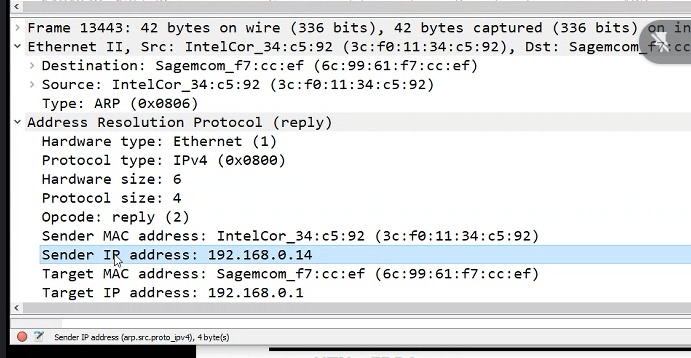 Frame 13443: 42 bytes on wire (336 bits), 42 bytes captured (336 bits) on in
Ethernet II, Src: IntelCor_34:c5:92 (3c:f0:11:34:c5:92), Dst: Sagemcom_f7:cc
Destination: Sagemcom_f7:cc:ef (6c:99:61:f7:cc:ef)
Source: IntelCor_34:c5:92 (3c:f0:11:34:c5:92)
Type: ARP (0x0806)
Address Resolution Protocol (reply)
Hardware type: Ethernet (1)
Protocol type: IPv4 (0x0800)
Hardware size: 6
Protocol size: 4
Opcode: reply (2)
Sender MAC address: IntelCor_34:c5:92 (3c:f0:11:34:c5:92)
Sender IP address: 192.168.0.14
Target MAC address: Sagemcom_f7:cc:ef (6c:99:61:f7:cc:ef)
Target IP address: 192.168.0.1
Sender IP address (arp.src.proto_ipv4), 4 byte(s)